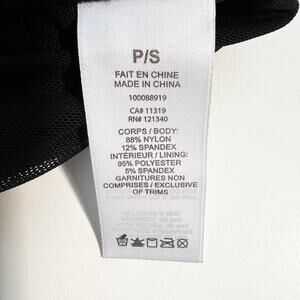 P/S
FAIT EN CHINE
MADE IN CHINA
100088919
CA# 11319
RN# 121340
CORPS / BODY:
88% NYLON
12% SPANDEX
INTÉRIEUR / LINING:
95% POLYESTER
5% SPANDEX
GARNITURES NON
COMPRISES / EXCLUSIVE
OF TRIMS